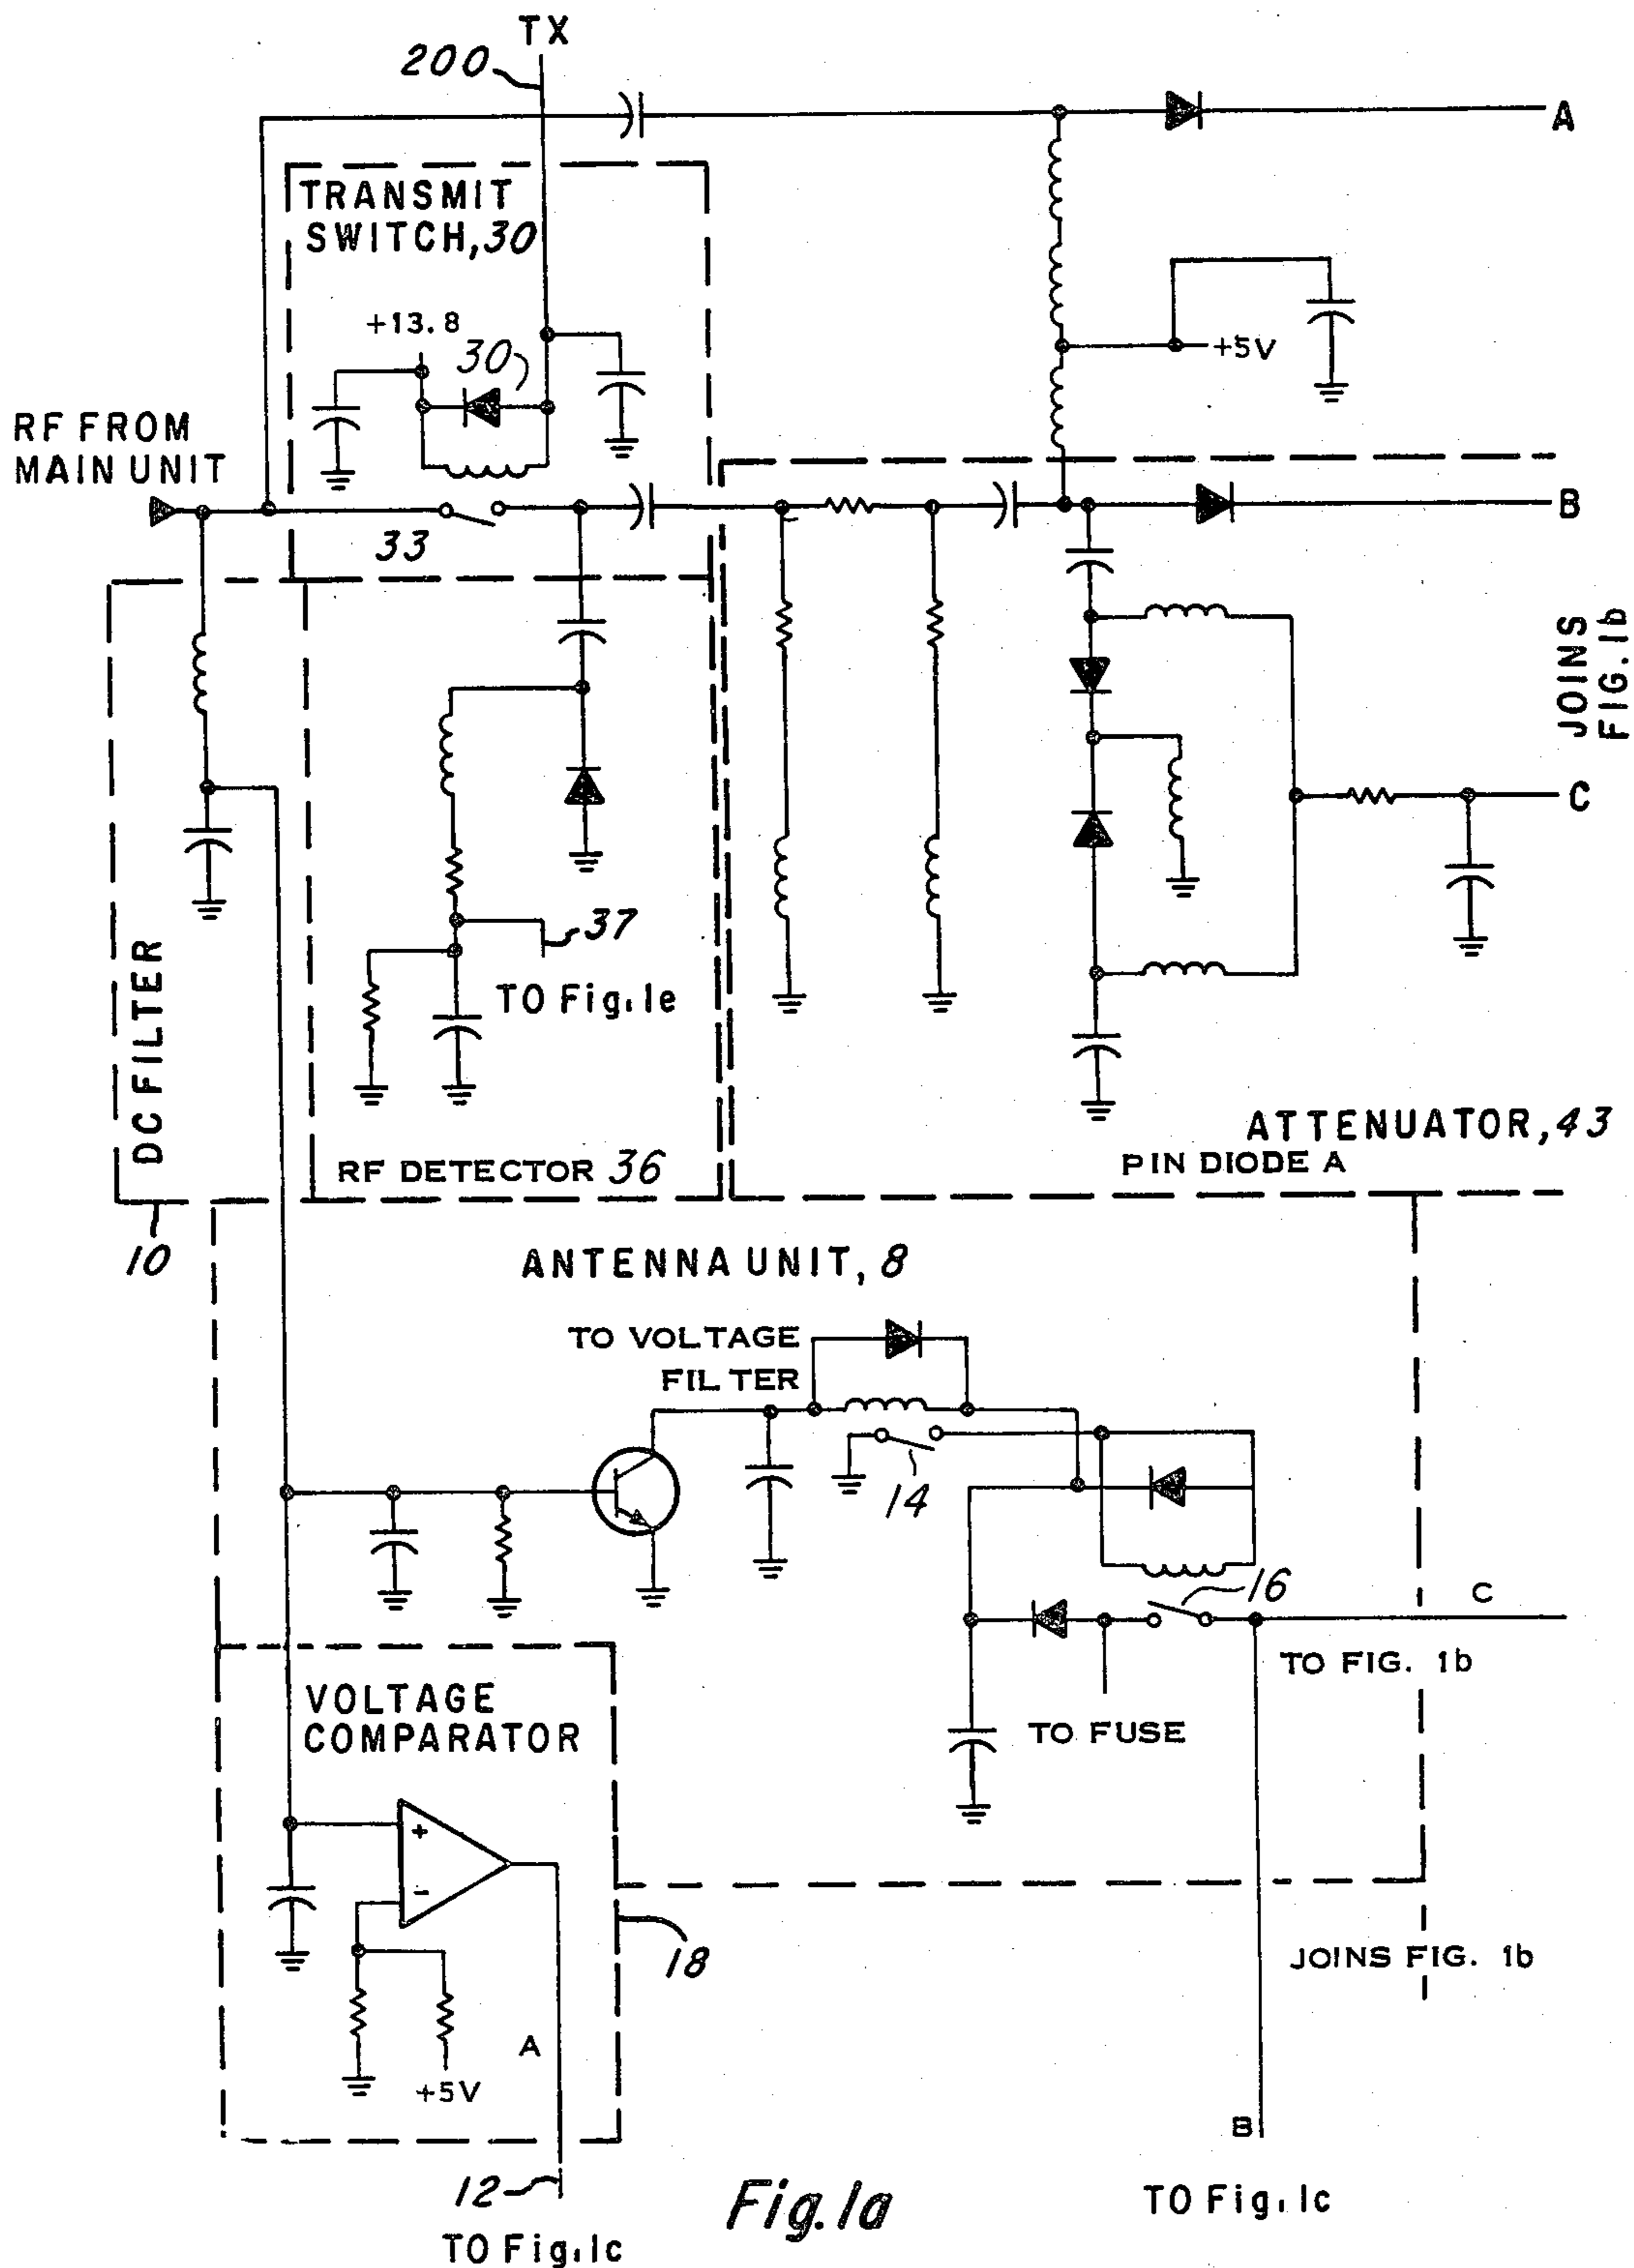 TX
200
A
TRANSMIT
SWITCH, 30
+13.8
30
+5V
RF FROM
MAIN UNIT
33
B
JOINS
FIG. 1b
C
DC FILTER
37
TO Fig. 1e
ATTENUATOR, 43
PIN DIODE A
RF DETECTOR 36
10
ANTENNA UNIT, 8
TO VOLTAGE
FILTER
14
16
C
TO FIG. 1b
VOLTAGE
COMPARATOR
TO FUSE
+
-
18
JOINS FIG. 1b
A
+5V
B
12
TO Fig. 1c
Fig. 1a
TO Fig. 1c